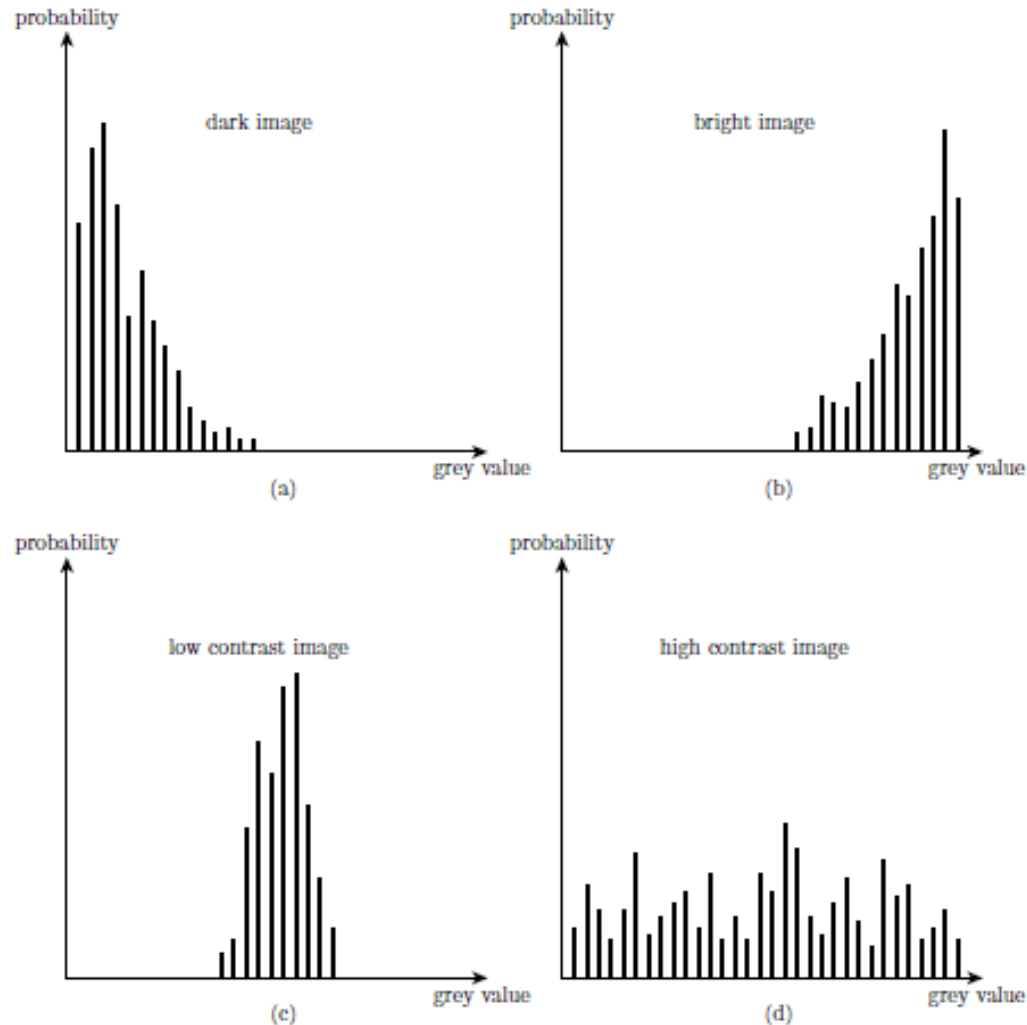 probability
dark image
grey value
(a)
probability
bright image
grey value
(b)
probability
low contrast image
grey value
(c)
probability
high contrast image
grey value
(d)